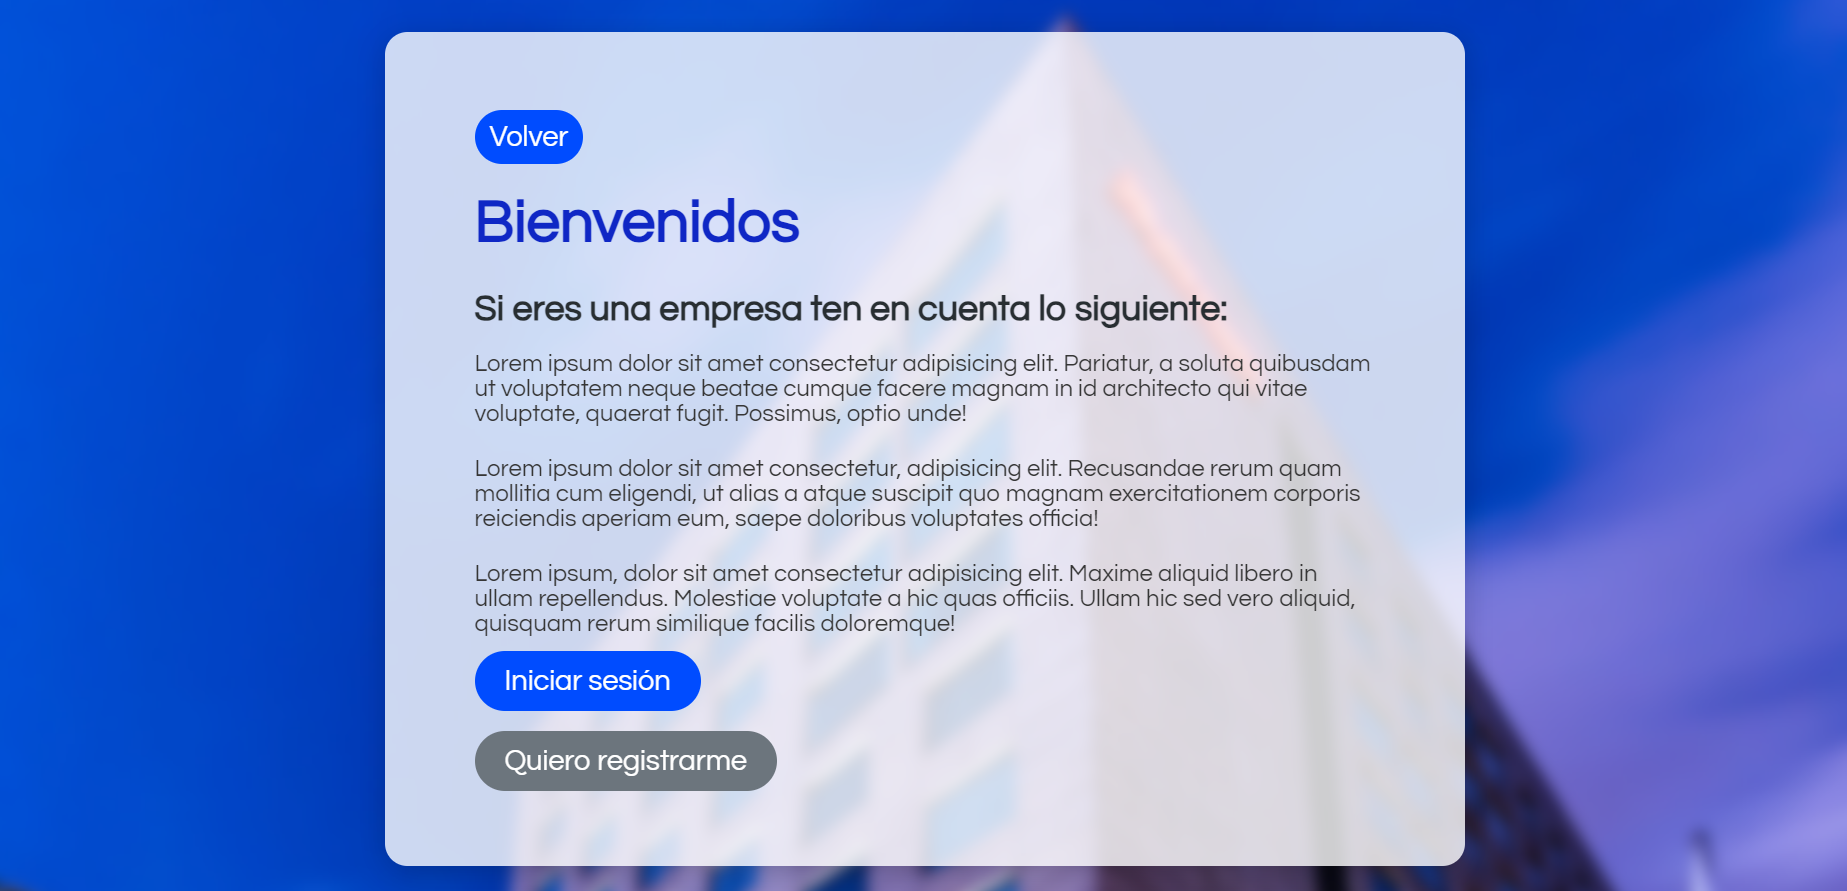 Volver
Bienvenidos
Si eres una empresa ten en cuenta lo siguiente:
Lorem ipsum dolor sit amet consectetur adipisicing elit. Pariatur, a soluta quibusdam
ut voluptatem neque beatae cumque facere magnam in id architecto qui vitae
voluptate, quaerat fugit. Possimus, optio unde!
Lorem ipsum dolor sit amet consectetur, adipisicing elit. Recusandae rerum quam
mollitia cum eligendi, ut alias a atque suscipit quo magnam exercitationem corporis
reiciendis aperiam eum, saepe doloribus voluptates officia!
Lorem ipsum, dolor sit amet consectetur adipisicing elit. Maxime aliquid libero in
ullam repellendus. Molestiae voluptate a hic quas officiis. Ullam hic sed vero aliquid,
quisquam rerum similique facilis doloremque!
Iniciar sesión
Quiero registrarme